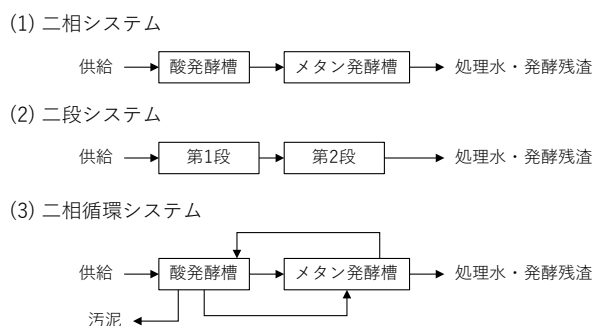 (1) 二相システム
供給 酸発酵槽 メタン発酵槽 処理水・発酵残渣
(2) 二段システム
供給 第1段 第2段 処理水・発酵残渣
(3) 二相循環システム
供給 酸発酵槽 メタン発酵槽 処理水・発酵残渣
汚泥